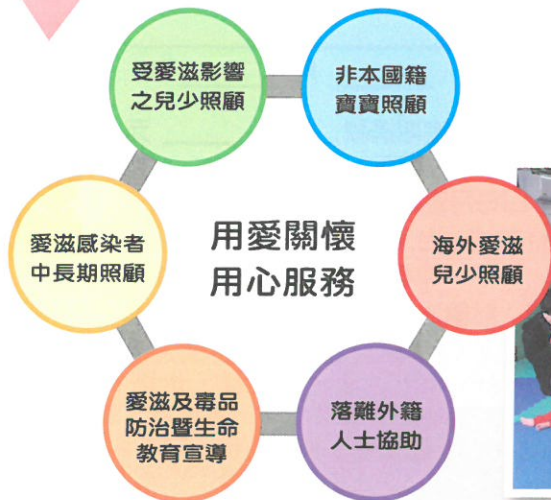 受愛滋影響
之兒少照顧
非本國籍
寶寶照顧
愛滋感染者
中長期照顧
用愛關懷
用心服務
海外愛滋
兒少照顧
愛滋及毒品
防治暨生命
教育宣導
落難外籍
人士協助